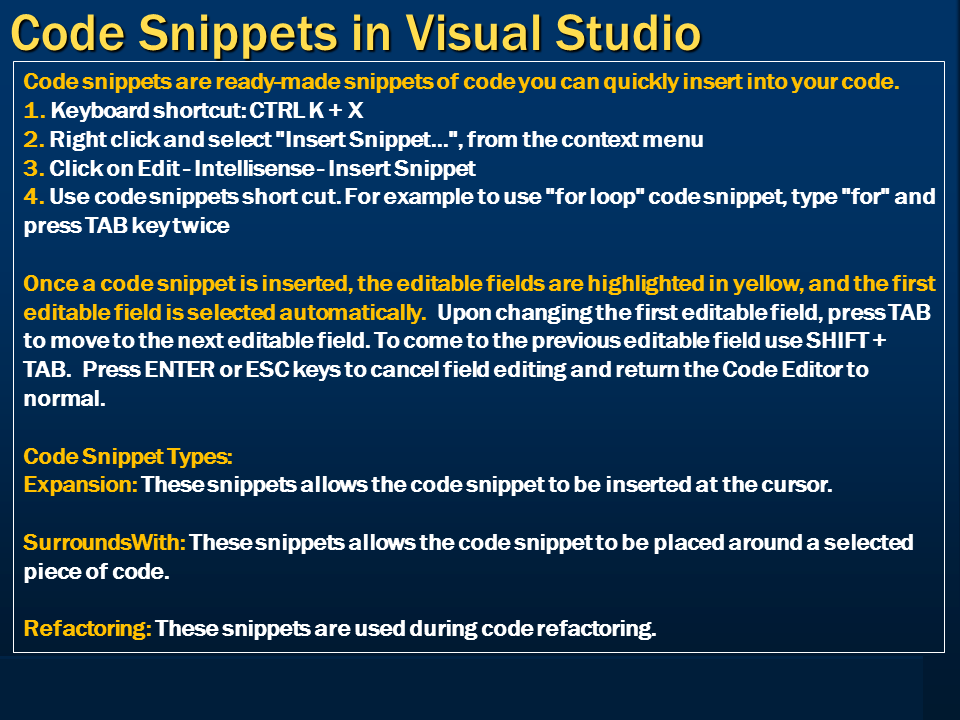 Code Snippets in Visual Studio
Code snippets are ready-made snippets of code you can quickly insert into your code.
1. Keyboard shortcut: CTRL K + X
2. Right click and select "Insert Snippet...", from the context menu
3. Click on Edit - Intellisense - Insert Snippet
4. Use code snippets short cut. For example to use "for loop" code snippet, type "for" and
press TAB key twice
Once a code snippet is inserted, the editable fields are highlighted in yellow, and the first
editable field is selected automatically. Upon changing the first editable field, press TAB
to move to the next editable field. To come to the previous editable field use SHIFT +
TAB. Press ENTER or ESC keys to cancel field editing and return the Code Editor to
normal.
Code Snippet Types:
Expansion: These snippets allows the code snippet to be inserted at the cursor.
SurroundsWith: These snippets allows the code snippet to be placed around a selected
piece of code.
Refactoring: These snippets are used during code refactoring.